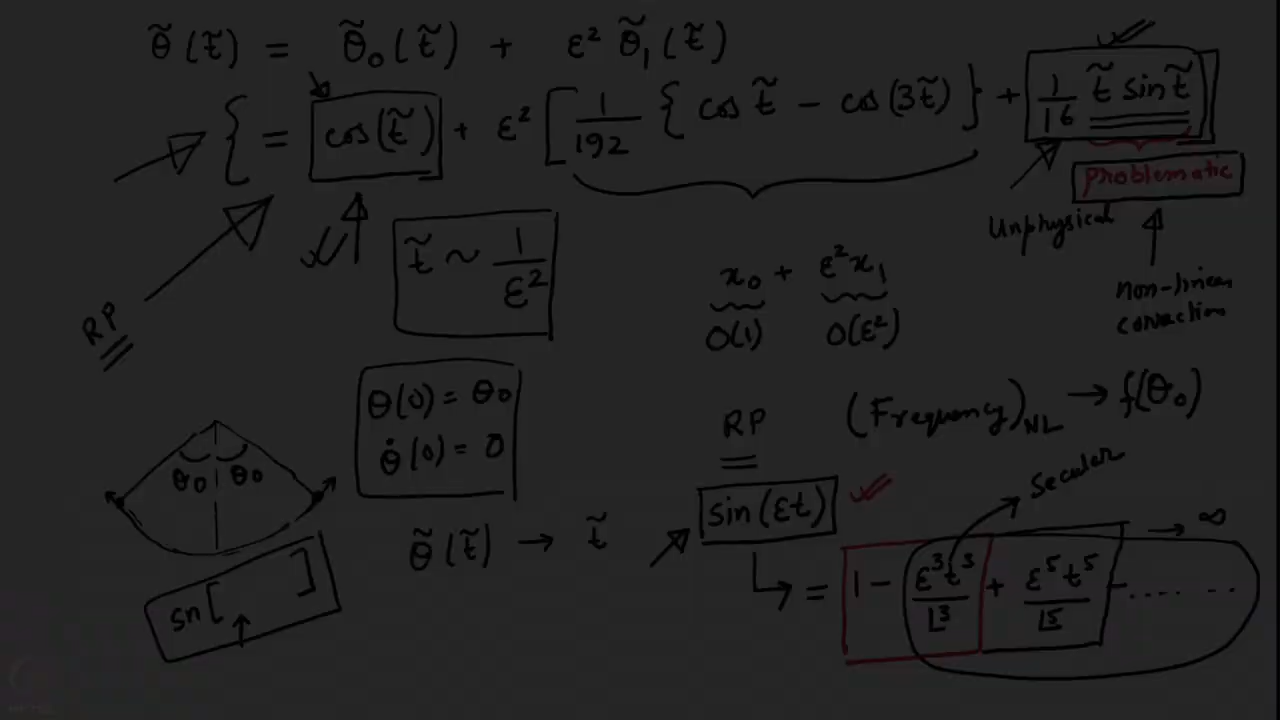 θ̃(t̃) = θ̃₀(t̃) + ε² θ̃₁(t̃)
{ = cos(t̃) + ε² [ 1/192 { cos t̃ − cos(3t̃) } + 1/16 t̃ sin t̃
problematic
Unphysical
non-linear
correction
RP
t̃ ~ 1/ε²
x₀ + ε²x₁
O(1) O(ε²)
θ(0) = θ₀
θ̇(0) = 0
(Frequency)NL → f(θ₀)
RP
θ₀ θ₀
Secular
sin(εt)
θ̃(t̃) → t̃
→ ∞
= 1 − ε³t³/L3 + ε⁵t⁵/L5 − ........
sn[ ]